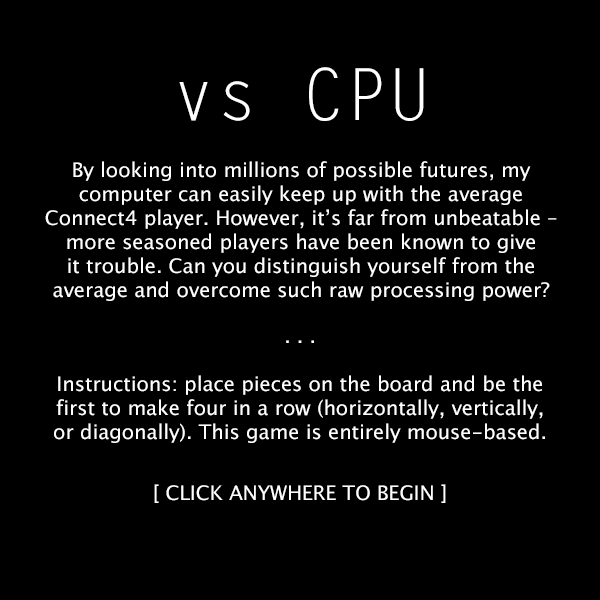 vs CPU
By looking into millions of possible futures, my
computer can easily keep up with the average
Connect4 player. However, it’s far from unbeatable –
more seasoned players have been known to give
it trouble. Can you distinguish yourself from the
average and overcome such raw processing power?
. . .
Instructions: place pieces on the board and be the
first to make four in a row (horizontally, vertically,
or diagonally). This game is entirely mouse-based.
[ CLICK ANYWHERE TO BEGIN ]